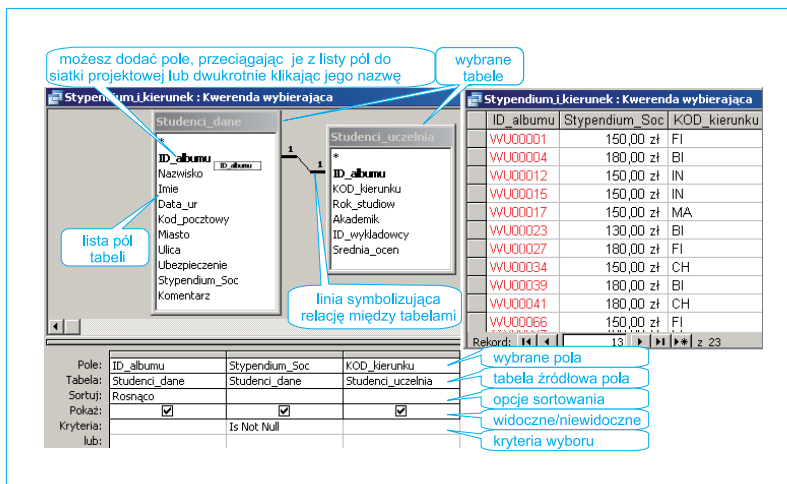 możesz dodać pole, przeciągając je z listy pól do
siatki projektowej lub dwukrotnie klikając jego nazwę
wybrane
tabele
Stypendium_i_kierunek : Kwerenda wybierająca
Studenci_dane
*
ID_albumu
ID_albumu
Nazwisko
Imie
Data_ur
Kod_pocztowy
Miasto
Ulica
Ubezpieczenie
Stypendium_Soc
Komentarz
1
1
Studenci_uczelnia
*
ID_albumu
KOD_kierunku
Rok_studiow
Akademik
ID_wykladowcy
Srednia_ocen
lista pól
tabeli
linia symbolizująca
relację między tabelami
Stypendium_i_kierunek : Kwerenda wybierająca
ID_albumu Stypendium_Soc KOD_kierunku
WU00001 150,00 zł FI
WU00004 180,00 zł BI
WU00012 150,00 zł IN
WU00015 150,00 zł IN
WU00017 150,00 zł MA
WU00023 130,00 zł BI
WU00027 180,00 zł FI
WU00034 150,00 zł CH
WU00039 180,00 zł BI
WU00041 180,00 zł CH
WU00066 150,00 zł FI
Rekord: 13 z 23
Pole: ID_albumu Stypendium_Soc KOD_kierunku
Tabela: Studenci_dane Studenci_dane Studenci_uczelnia
Sortuj: Rosnąco
Pokaż:
Kryteria: Is Not Null
lub:
wybrane pola
tabela źródłowa pola
opcje sortowania
widoczne/niewidoczne
kryteria wyboru